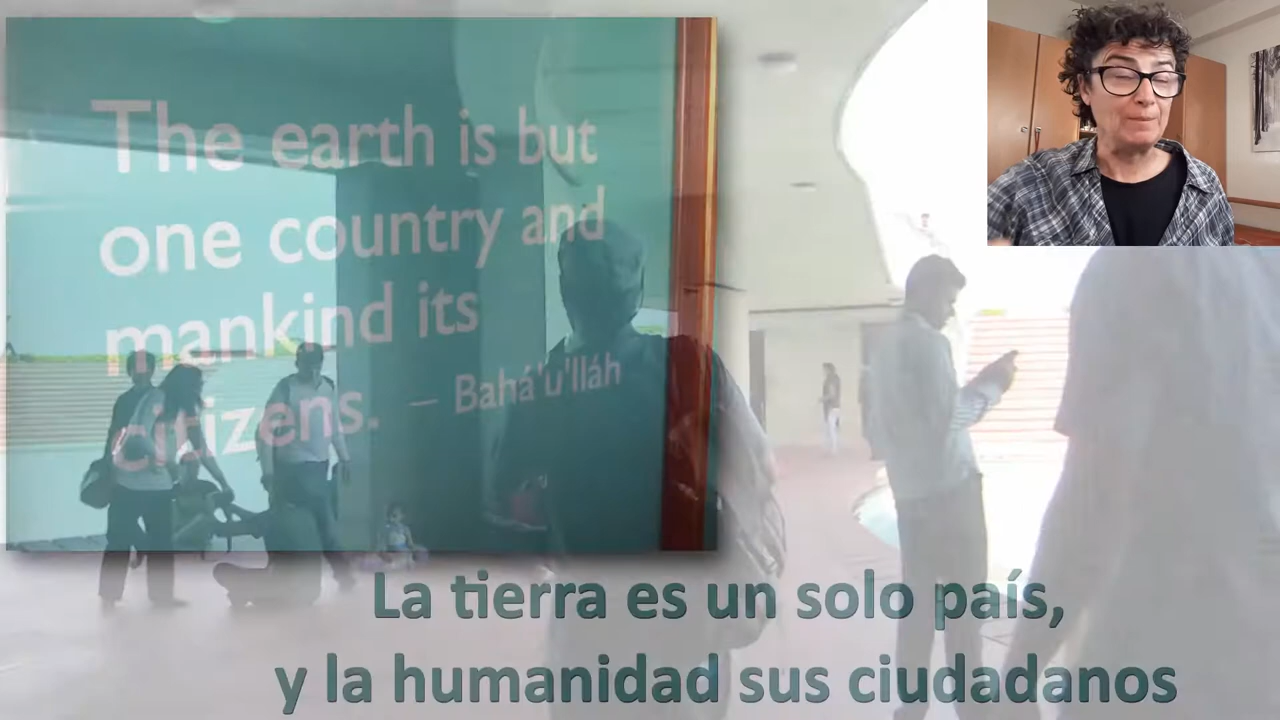 The earth is but
one country and
mankind its
citizens. – Bahá'u'lláh
La tierra es un solo país,
y la humanidad sus ciudadanos